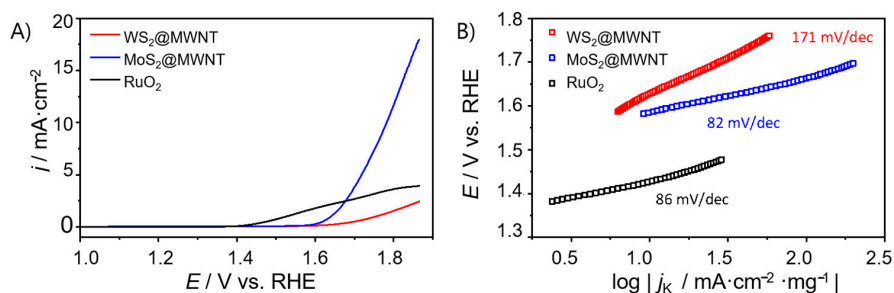 A)
WS₂@MWNT
MoS₂@MWNT
RuO₂
j / mA·cm⁻²
20
15
10
5
0
1.0 1.2 1.4 1.6 1.8
E / V vs. RHE
B)
WS₂@MWNT
MoS₂@MWNT
RuO₂
171 mV/dec
82 mV/dec
86 mV/dec
E / V vs. RHE
1.8
1.7
1.6
1.5
1.4
1.3
0.5 1.0 1.5 2.0 2.5
log | jK / mA·cm⁻² ·mg⁻¹|